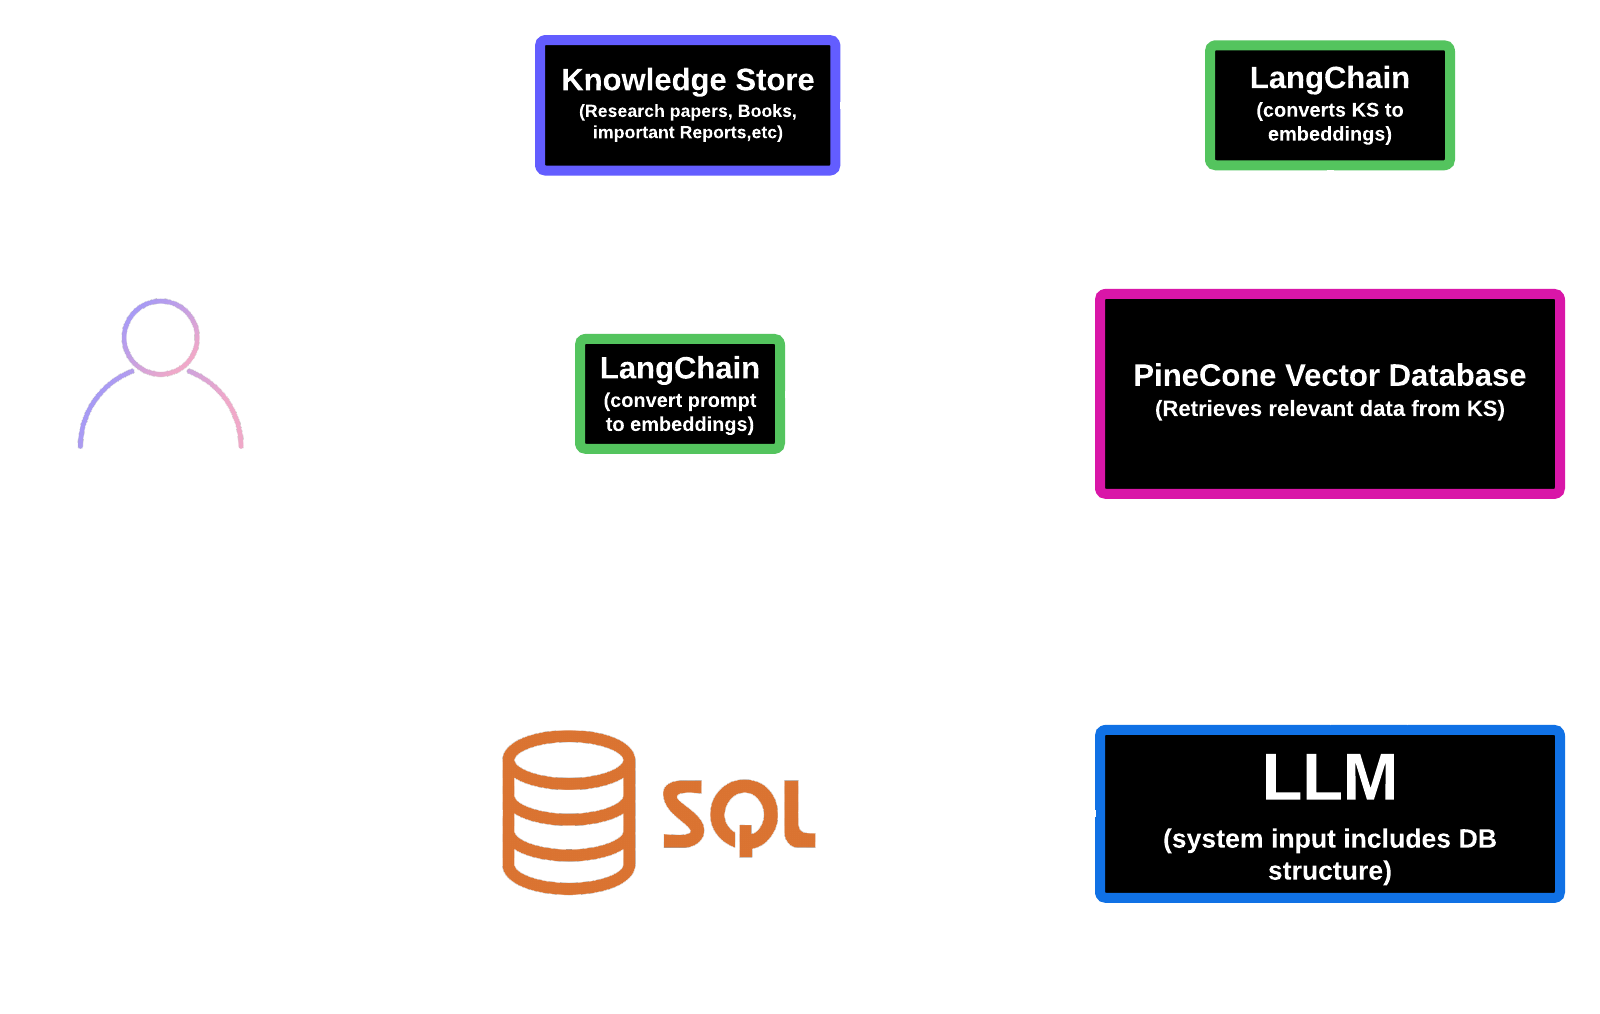 Knowledge Store
(Research papers, Books,
important Reports,etc)
LangChain
(converts KS to
embeddings)
LangChain
(convert prompt
to embeddings)
PineCone Vector Database
(Retrieves relevant data from KS)
SQL
LLM
(system input includes DB
structure)